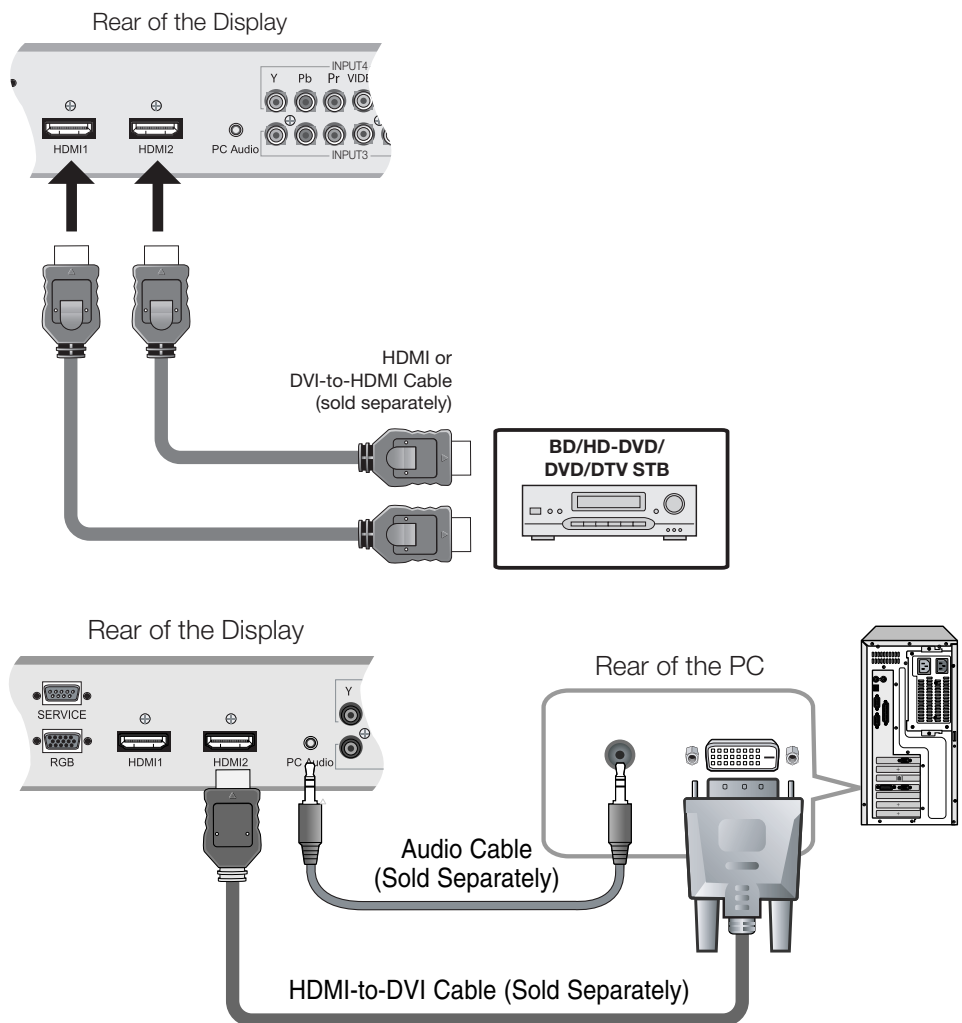 Rear of the Display
INPUT4
Y Pb Pr
HDMI1 HDMI2 PC Audio
INPUT3
HDMI or
DVI-to-HDMI Cable
(sold separately)
BD/HD-DVD/
DVD/DTV STB
Rear of the Display
Rear of the PC
SERVICE
Y
RGB HDMI1 HDMI2 PC Audio
Audio Cable
(Sold Separately)
HDMI-to-DVI Cable (Sold Separately)